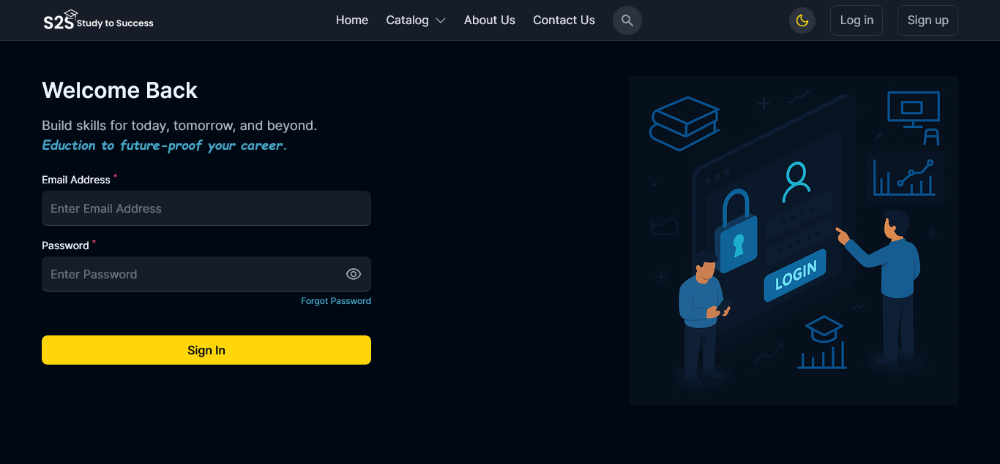 S2S Study to Success
Home Catalog About Us Contact Us Log in Sign up
Welcome Back
Build skills for today, tomorrow, and beyond.
Eduction to future-proof your career.
Email Address *
Enter Email Address
Password *
Enter Password
Forgot Password
Sign In
LOGIN